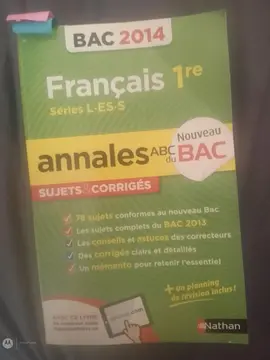 BAC 2014
Français 1re
Séries L-ES-S
Nouveau
annales ABC du BAC
SUJETS & CORRIGÉS
78 sujets conformes au nouveau Bac
Les sujets complets du BAC 2013
Les conseils et astuces des correcteurs
Des corrigés clairs et détaillés
Un mémento pour retenir l'essentiel
+ un planning
de révision inclus !
Nathan